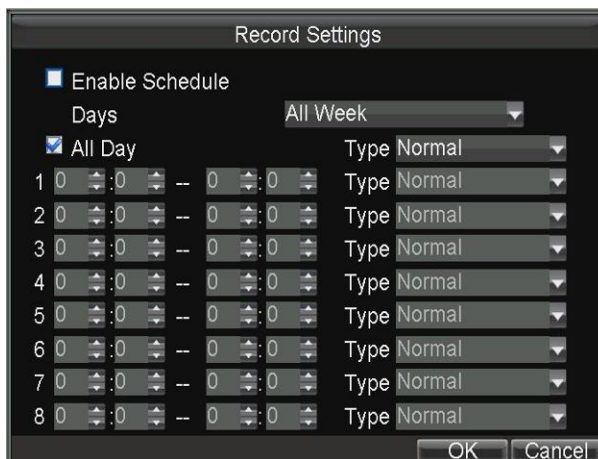 Record Settings
Enable Schedule
Days All Week
All Day Type Normal
1 0 :0 -- 0 :0 Type Normal
2 0 :0 -- 0 :0 Type Normal
3 0 :0 -- 0 :0 Type Normal
4 0 :0 -- 0 :0 Type Normal
5 0 :0 -- 0 :0 Type Normal
6 0 :0 -- 0 :0 Type Normal
7 0 :0 -- 0 :0 Type Normal
8 0 :0 -- 0 :0 Type Normal
OK Cancel